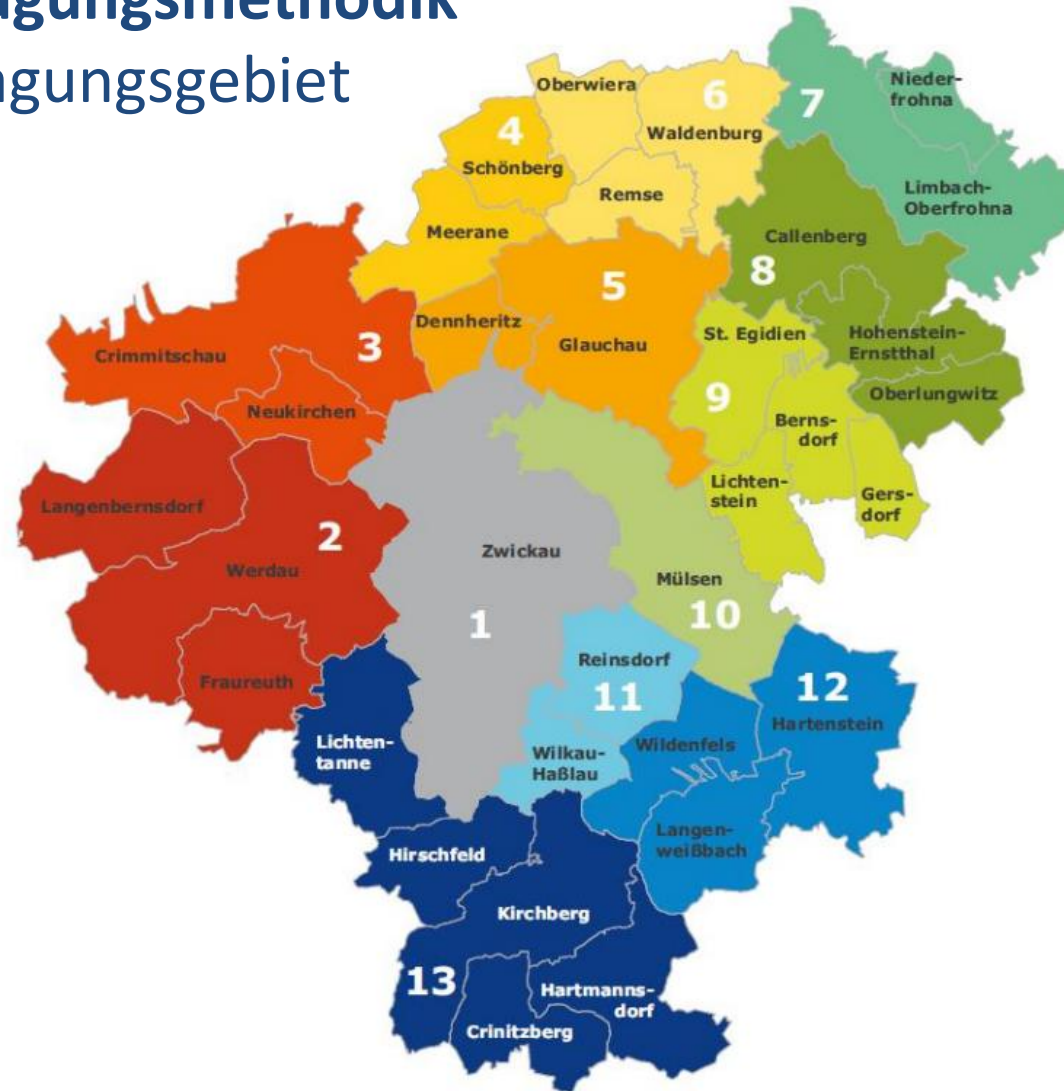 agungsmethodik
agungsgebiet
Oberwiera
6
Waldenburg
7
Nieder-
frohna
4
Schönberg
Remse
Limbach-
Oberfrohna
Meerane
Callenberg
8
5
Dennheritz
Glauchau
St. Egidien
Hohenstein-
Ernstthal
Crimmitschau
3
Neukirchen
9
Oberlungwitz
Berns-
dorf
Lichten-
stein
Gers-
dorf
Langenbernsdorf
2
Werdau
Zwickau
1
Mülsen
10
Fraureuth
Reinsdorf
11
12
Hartenstein
Lichten-
tanne
Wilkau-
Haßlau
Wildenfels
Langen-
weißbach
Hirschfeld
Kirchberg
13
Hartmanns-
dorf
Crinitzberg